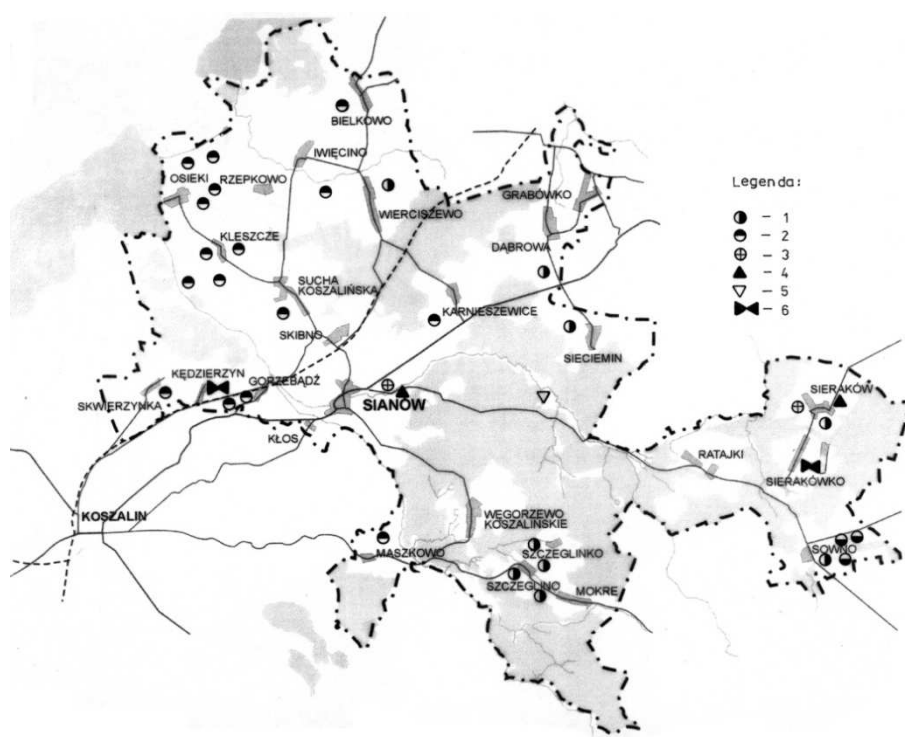 BIELKOWO
IWIĘCINO
OSIEKI
RZEPKOWO
WIERCISZEWO
GRABÓWKO
Legenda:
- 1
- 2
- 3
- 4
- 5
- 6
KLESZCZE
DĄBROWA
SUCHA
KOSZALIŃSKA
KARNIESZEWICE
SKIBNO
SIECIEMIN
KĘDZIERZYN
GORZEBĄDŹ
SKWIERZYNKA
SIANÓW
SIERAKÓW
KŁOS
RATAJKI
SIERAKÓWKO
KOSZALIN
WĘGORZEWO
KOSZALIŃSKIE
SZCZEGLINKO
MASZKOWO
SOWNO
SZCZEGLINO
MOKRE